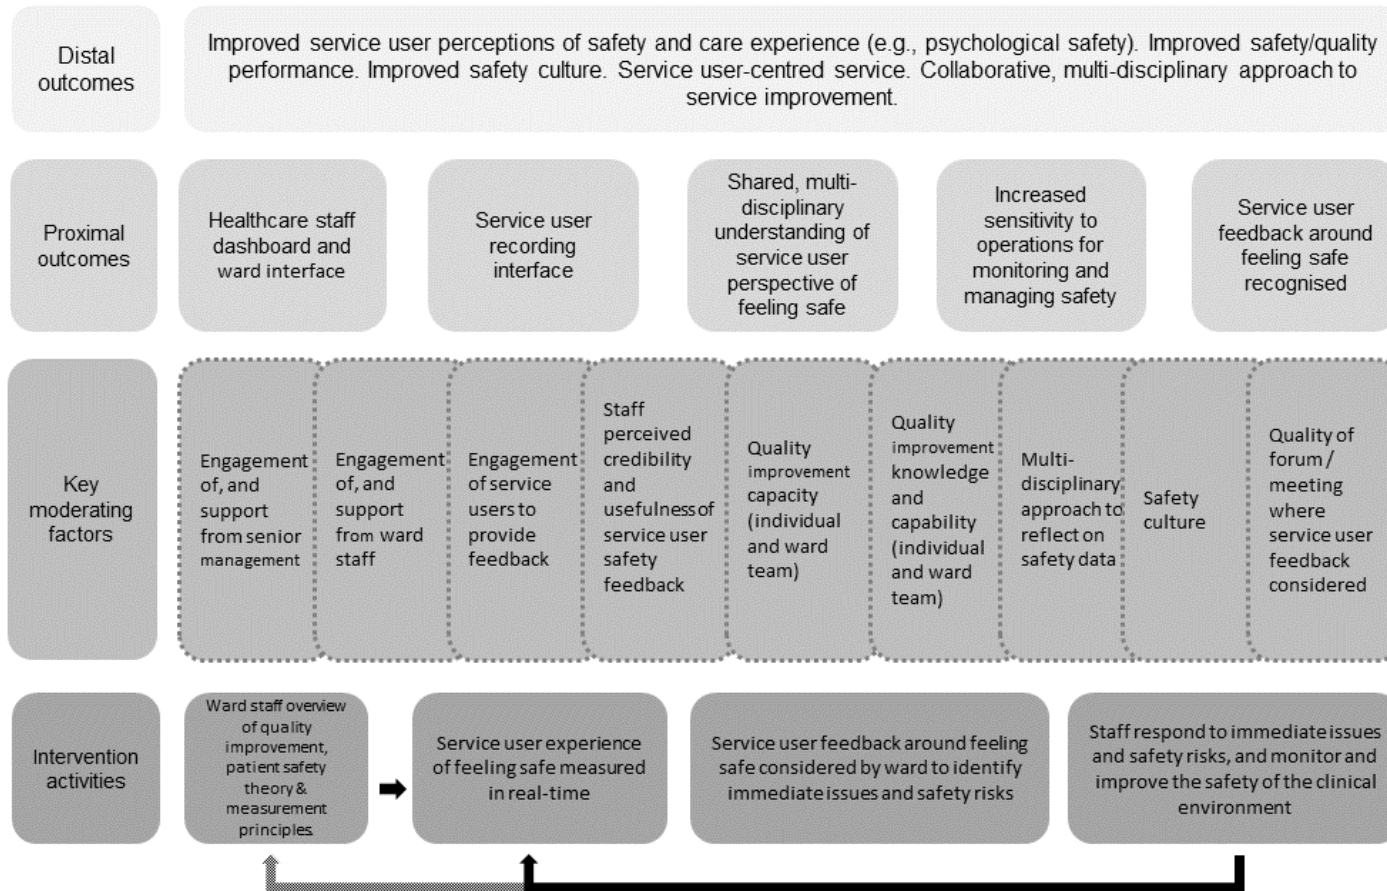 Distal
outcomes
Improved service user perceptions of safety and care experience (e.g., psychological safety). Improved safety/quality
performance. Improved safety culture. Service user-centred service. Collaborative, multi-disciplinary approach to
service improvement.
Proximal
outcomes
Healthcare staff
dashboard and
ward interface
Service user
recording
interface
Shared, multi-
disciplinary
understanding of
service user
perspective of
feeling safe
Increased
sensitivity to
operations for
monitoring and
managing safety
Service user
feedback around
feeling safe
recognised
Key
moderating
factors
Engagement
of, and
support
from senior
management
Engagement
of, and
support
from ward
staff
Engagement
of service
users to
provide
feedback
Staff
perceived
credibility
and
usefulness of
service user
safety
feedback
Quality
improvement
capacity
(individual
and ward
team)
Quality
improvement
knowledge
and
capability
(individual
and ward
team)
Multi-
disciplinary
approach to
reflect on
safety data
Safety
culture
Quality of
forum /
meeting
where
service user
feedback
considered
Intervention
activities
Ward staff overview
of quality
improvement,
patient safety
theory &
measurement
principles.
Service user experience
of feeling safe measured
in real-time
Service user feedback around feeling
safe considered by ward to identify
immediate issues and safety risks
Staff respond to immediate issues
and safety risks, and monitor and
improve the safety of the clinical
environment